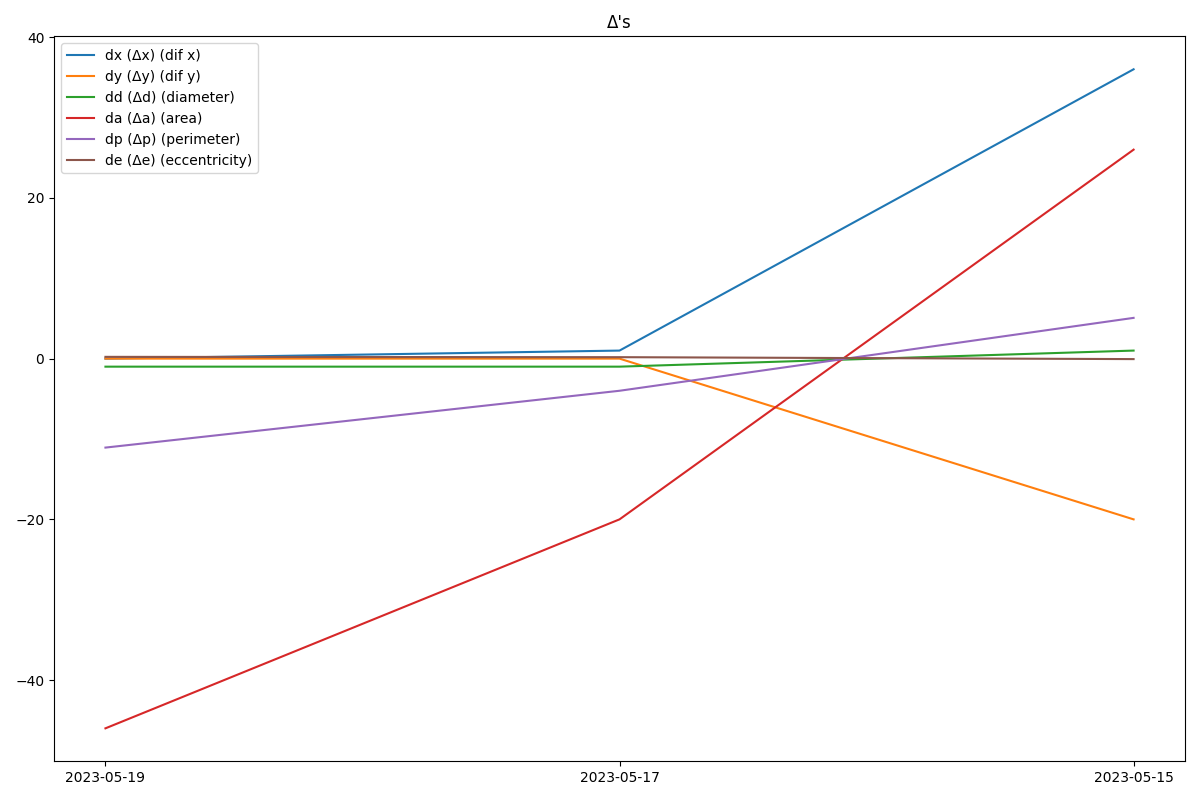 Δ's
40
20
0
−20
−40
dx (Δx) (dif x)
dy (Δy) (dif y)
dd (Δd) (diameter)
da (Δa) (area)
dp (Δp) (perimeter)
de (Δe) (eccentricity)
2023-05-19
2023-05-17
2023-05-15